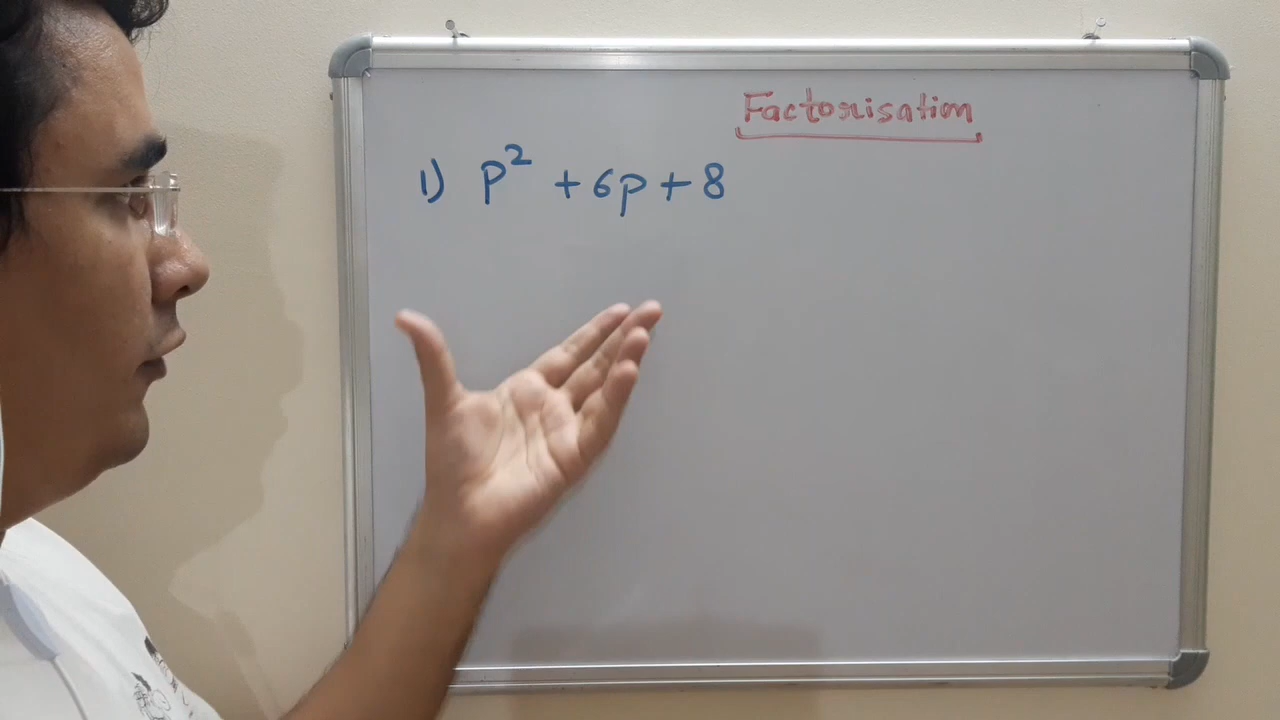 Factorisation
1) p² + 6p + 8